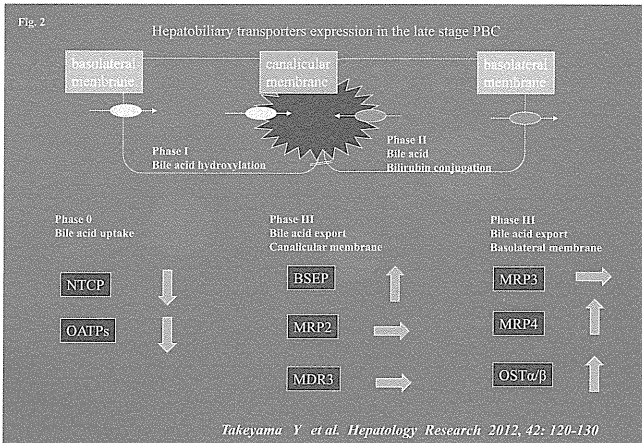 Fig. 2
Hepatobiliary transporters expression in the late stage PBC
basolateral
membrane
canalicular
membrane
basolateral
membrane
Phase I
Bile acid hydroxylation
Phase II
Bile acid
Bilirubin conjugation
Phase 0
Bile acid uptake
Phase III
Bile acid export
Canalicular membrane
Phase III
Bile acid export
Basolateral membrane
NTCP
BSEP
MRP3
OATPs
MRP2
MRP4
MDR3
OSTα/β
Takeyama Y et al. Hepatology Research 2012, 42: 120-130